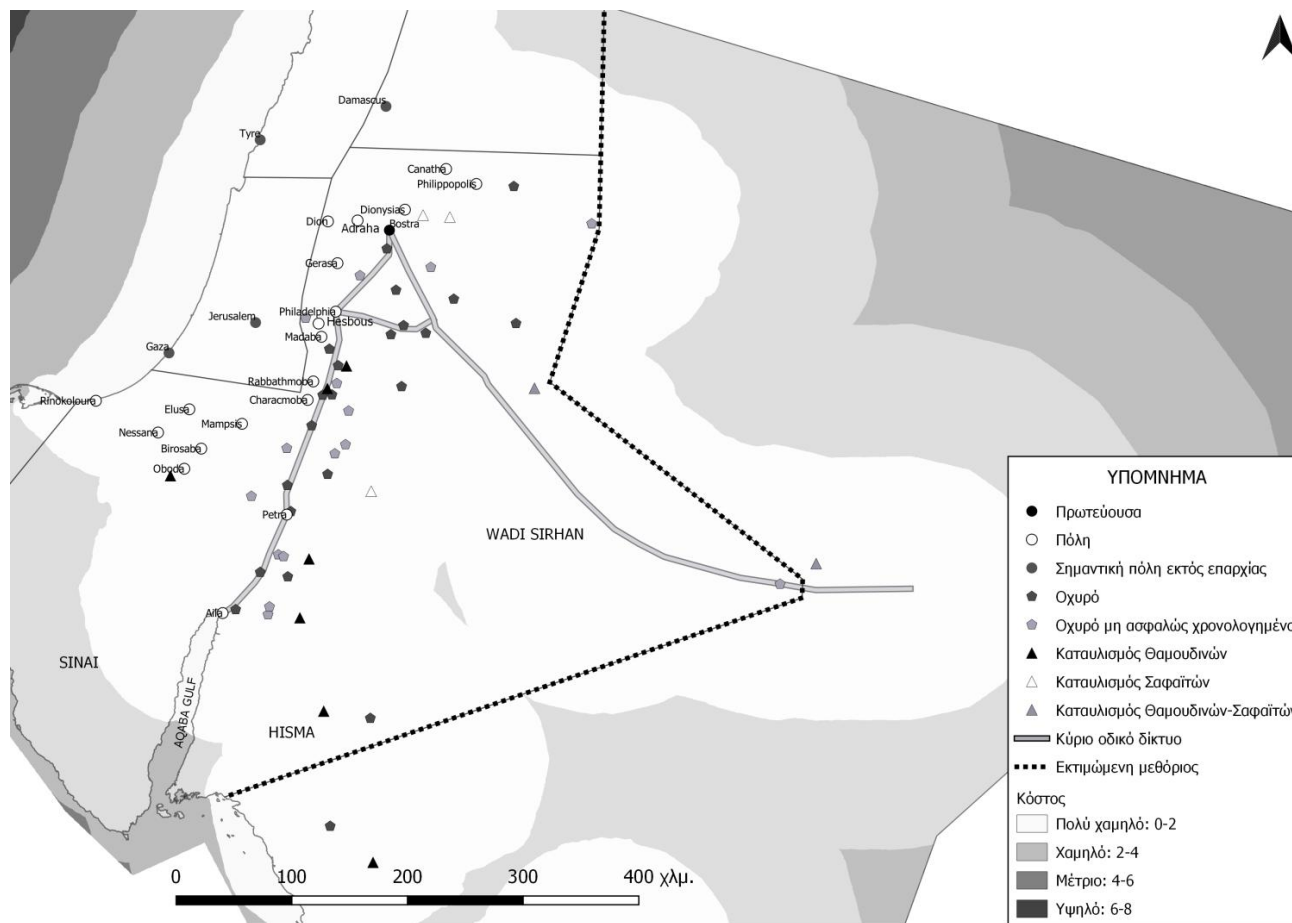 Damascus
Tyre
Canatha
Philippopolis
Dionysias
Dion
Adraha
Bostra
Gerasa
Philadelphia
Jerusalem
Hesbous
Madaba
Gaza
Rabbathmoba
Rinokoloura
Characmoba
Elusa
Mampsis
Nessana
Birosaba
Oboda
Petra
WADI SIRHAN
Aila
SINAI
AQABA GULF
HISMA
0 100 200 300 400 χλμ.
ΥΠΟΜΝΗΜΑ
Πρωτεύουσα
Πόλη
Σημαντική πόλη εκτός επαρχίας
Οχυρό
Οχυρό μη ασφαλώς χρονολογημένο
Καταυλισμός Θαμουδινών
Καταυλισμός Σαφαϊτών
Καταυλισμός Θαμουδινών-Σαφαϊτών
Κύριο οδικό δίκτυο
Εκτιμώμενη μεθόριος
Κόστος
Πολύ χαμηλό: 0-2
Χαμηλό: 2-4
Μέτριο: 4-6
Υψηλό: 6-8